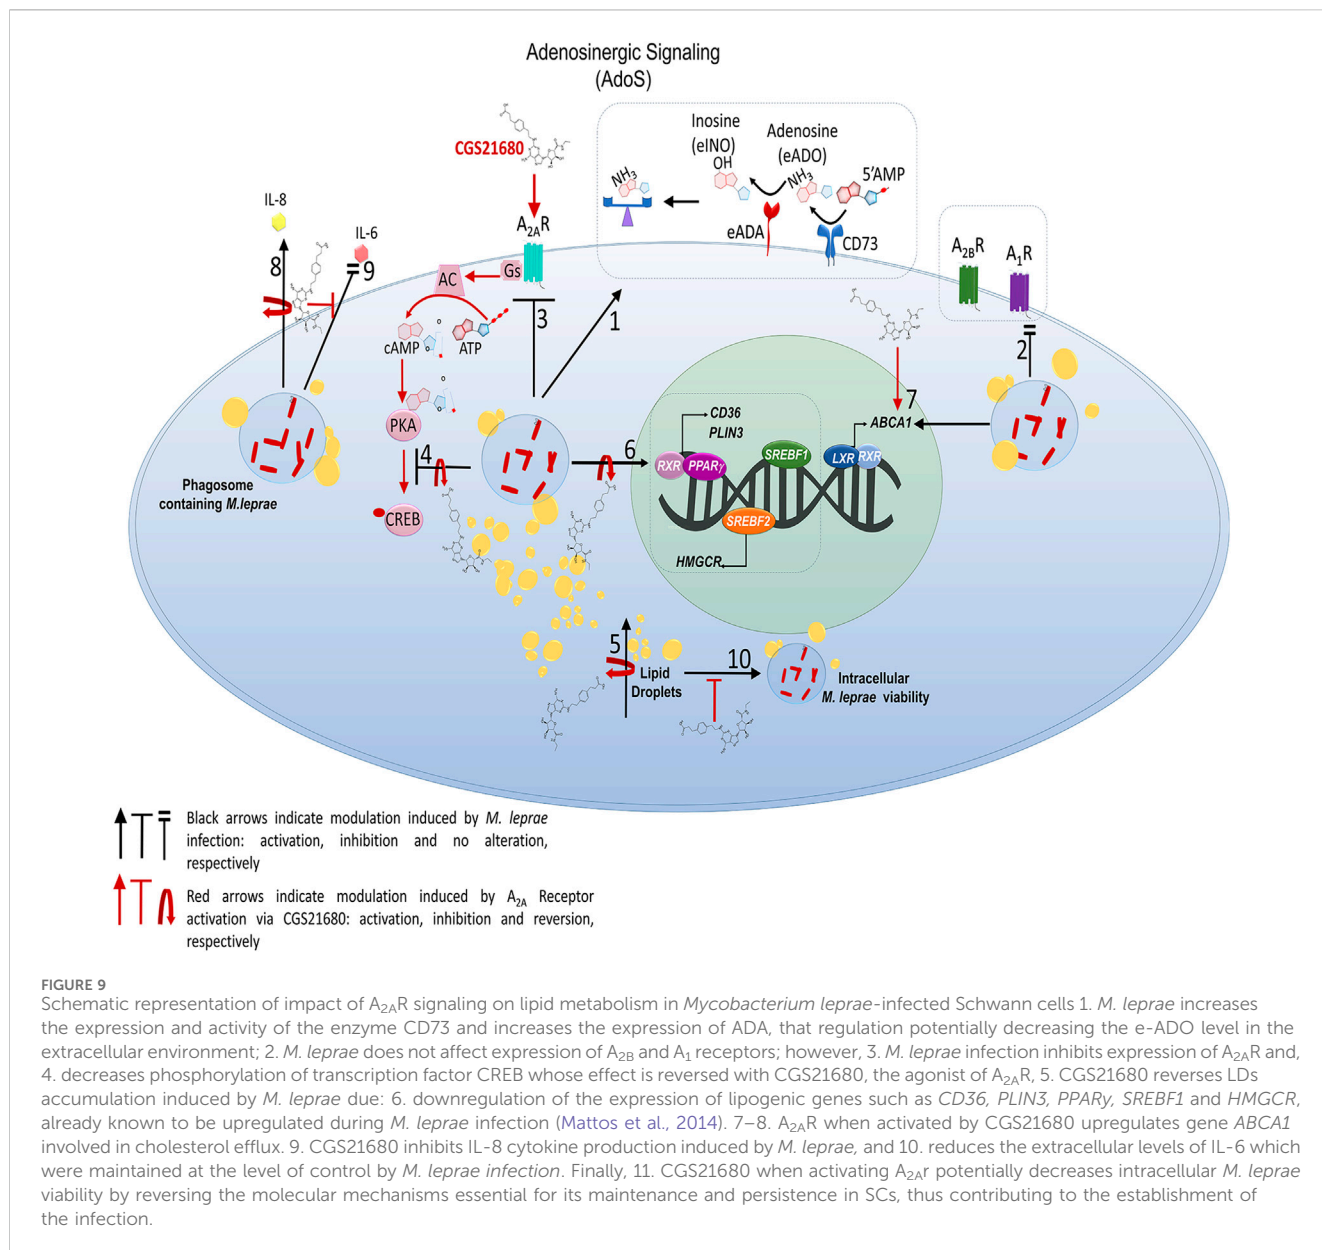 Adenosinergic Signaling
(AdoS)
CGS21680
Inosine
(eINO)
OH
Adenosine
(eADO)
NH3
5'AMP
NH3
eADA
CD73
IL-8
IL-6
8
9
A2AR
Gs
AC
cAMP
ATP
3
1
A2BR
A1R
2
PKA
4
CREB
Phagosome
containing M.leprae
6
CD36
PLIN3
RXR
PPARγ
SREBF1
SREBF2
HMGCR
7
ABCA1
LXR
RXR
5
Lipid
Droplets
10
Intracellular
M. leprae viability
Black arrows indicate modulation induced by M. leprae
infection: activation, inhibition and no alteration,
respectively
Red arrows indicate modulation induced by A2A Receptor
activation via CGS21680: activation, inhibition and reversion,
respectively
FIGURE 9
Schematic representation of impact of A2AR signaling on lipid metabolism in Mycobacterium leprae-infected Schwann cells 1. M. leprae increases
the expression and activity of the enzyme CD73 and increases the expression of ADA, that regulation potentially decreasing the e-ADO level in the
extracellular environment; 2. M. leprae does not affect expression of A2B and A1 receptors; however, 3. M. leprae infection inhibits expression of A2AR and,
4. decreases phosphorylation of transcription factor CREB whose effect is reversed with CGS21680, the agonist of A2AR, 5. CGS21680 reverses LDs
accumulation induced by M. leprae due: 6. downregulation of the expression of lipogenic genes such as CD36, PLIN3, PPARγ, SREBF1 and HMGCR,
already known to be upregulated during M. leprae infection (Mattos et al., 2014). 7–8. A2AR when activated by CGS21680 upregulates gene ABCA1
involved in cholesterol efflux. 9. CGS21680 inhibits IL-8 cytokine production induced by M. leprae, and 10. reduces the extracellular levels of IL-6 which
were maintained at the level of control by M. leprae infection. Finally, 11. CGS21680 when activating A2Ar potentially decreases intracellular M. leprae
viability by reversing the molecular mechanisms essential for its maintenance and persistence in SCs, thus contributing to the establishment of
the infection.